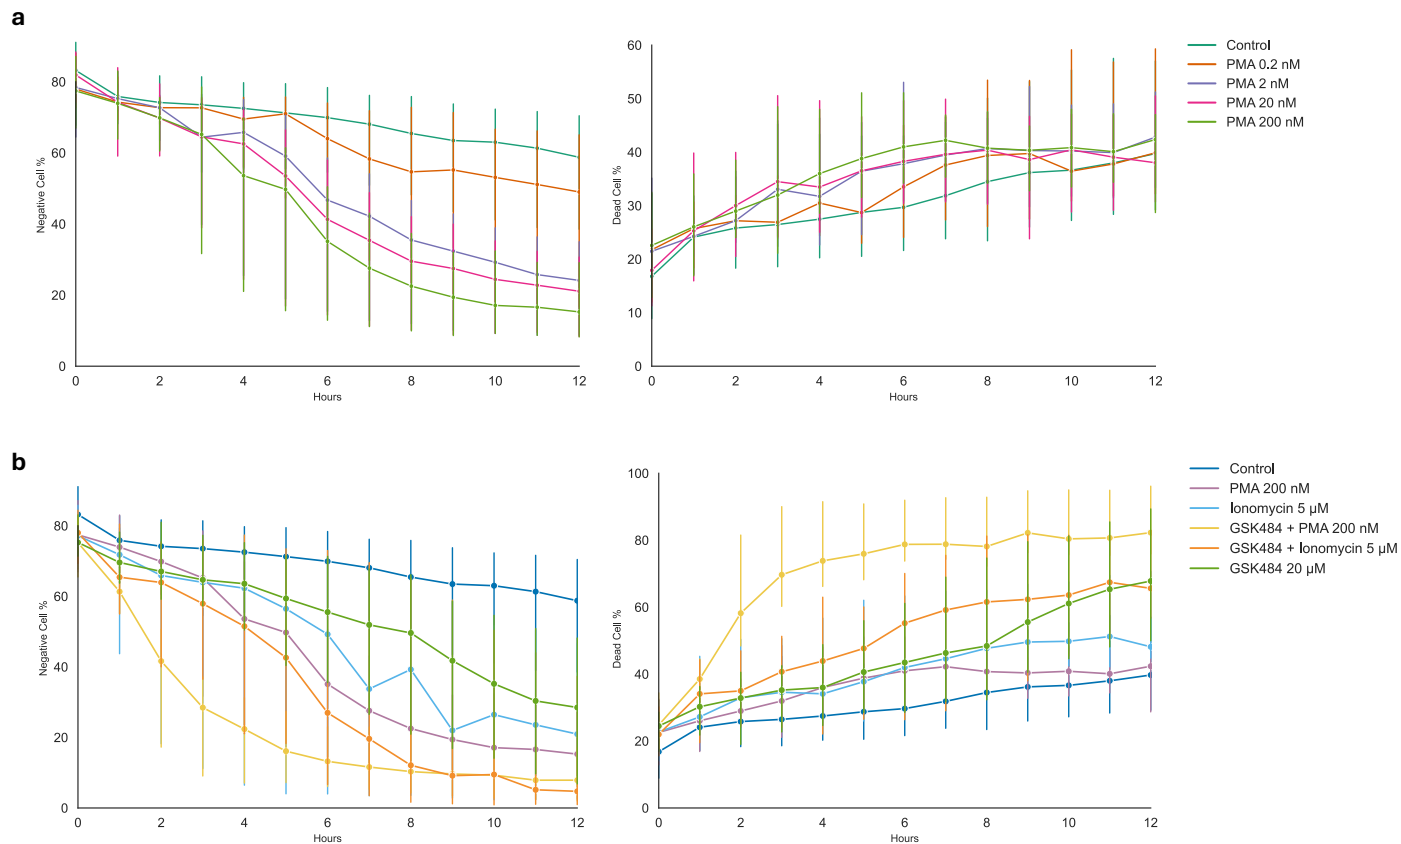 a
80
60
40
20
0
Negative Cell %
0 2 4 6 8 10 12
Hours
60
50
40
30
20
10
0
Dead Cell %
0 2 4 6 8 10 12
Hours
Control
PMA 0.2 nM
PMA 2 nM
PMA 20 nM
PMA 200 nM
b
80
60
40
20
0
Negative Cell %
0 2 4 6 8 10 12
Hours
100
80
60
40
20
0
Dead Cell %
0 2 4 6 8 10 12
Hours
Control
PMA 200 nM
Ionomycin 5 μM
GSK484 + PMA 200 nM
GSK484 + Ionomycin 5 μM
GSK484 20 μM